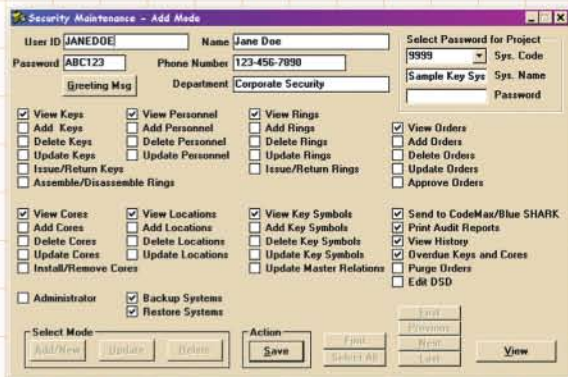 Security Maintenance - Add Mode
User ID JANEDOE Name Jane Doe
Password ABC123 Phone Number 123-456-7890
Greeting Msg Department Corporate Security
Select Password for Project
9999 Sys. Code
Sample Key Sys Sys. Name
Password
View Keys View Personnel View Rings
Add Keys Add Personnel Add Rings View Orders
Delete Keys Delete Personnel Delete Rings Add Orders
Update Keys Update Personnel Update Rings Delete Orders
Issue/Return Keys Issue/Return Rings Update Orders
Assemble/Disassemble Rings Approve Orders
View Cores View Locations View Key Symbols Send to CodeMax/Blue SHARK
Add Cores Add Locations Add Key Symbols Print Audit Reports
Delete Cores Delete Locations Delete Key Symbols View History
Update Cores Update Locations Update Key Symbols Overdue Keys and Cores
Install/Remove Cores Update Master Relations Purge Orders
Edit DSD
Administrator Backup Systems
Restore Systems
Select Mode Action First
Previous
Add/New Update Delete Save Find Next View
Select All Last